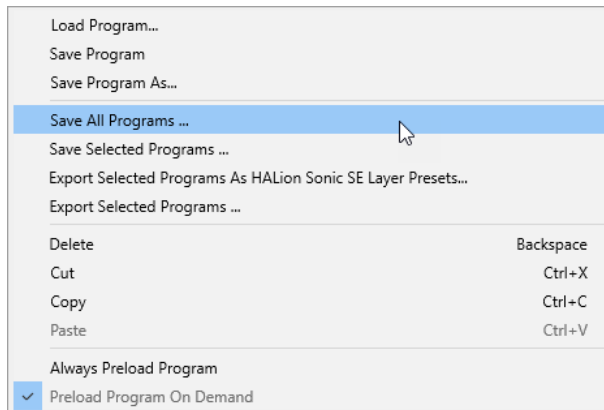 Load Program...
Save Program
Save Program As...
Save All Programs ...
Save Selected Programs ...
Export Selected Programs As HALion Sonic SE Layer Presets...
Export Selected Programs ...
Delete Backspace
Cut Ctrl+X
Copy Ctrl+C
Paste Ctrl+V
Always Preload Program
Preload Program On Demand